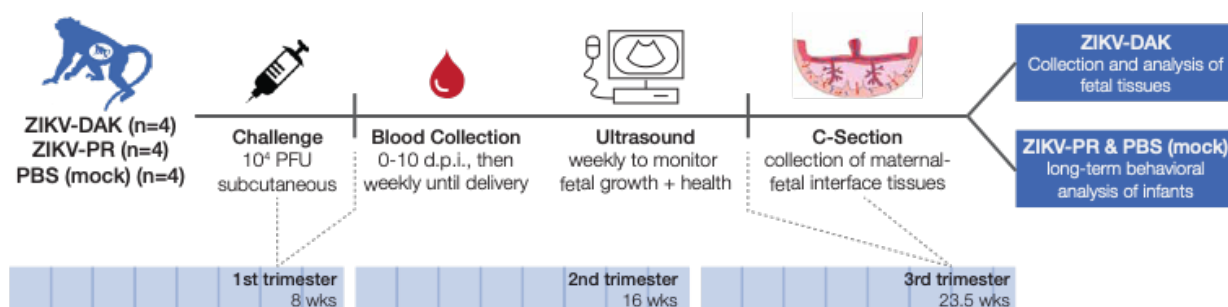 ZIKV-DAK (n=4)
ZIKV-PR (n=4)
PBS (mock) (n=4)
Challenge
10⁴ PFU
subcutaneous
Blood Collection
0-10 d.p.i., then
weekly until delivery
Ultrasound
weekly to monitor
fetal growth + health
C-Section
collection of maternal-
fetal interface tissues
ZIKV-DAK
Collection and analysis of
fetal tissues
ZIKV-PR & PBS (mock)
long-term behavioral
analysis of infants
1st trimester
8 wks
2nd trimester
16 wks
3rd trimester
23.5 wks